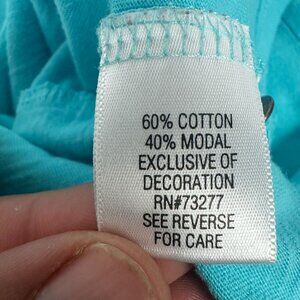 60% COTTON
40% MODAL
EXCLUSIVE OF
DECORATION
RN#73277
SEE REVERSE
FOR CARE